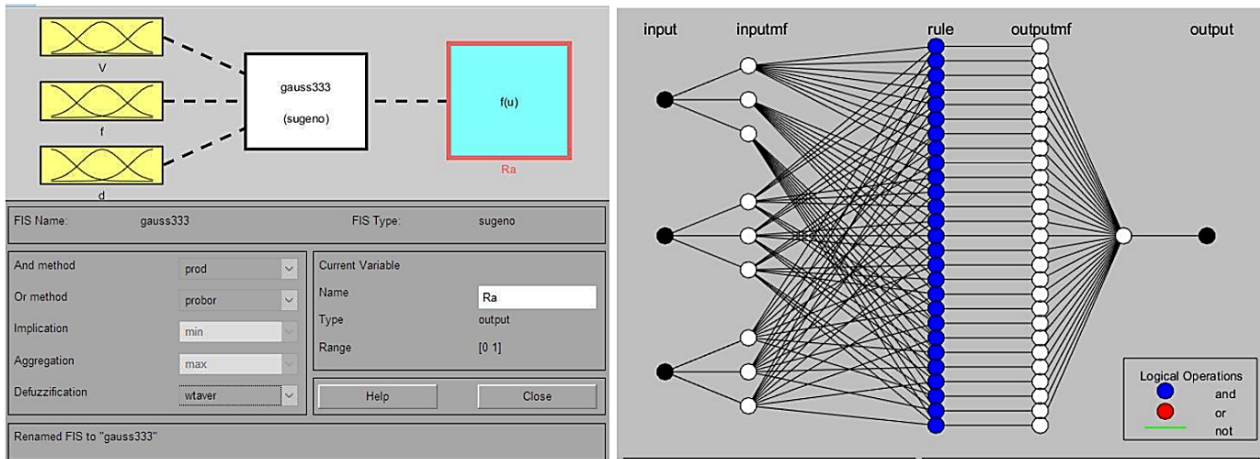 V
f
d
gauss333
(sugeno)
f(u)
Ra
FIS Name: gauss333 FIS Type: sugeno
And method prod
Or method probor
Implication min
Aggregation max
Defuzzification wtaver
Current Variable
Name Ra
Type output
Range [0 1]
Help Close
Renamed FIS to "gauss333"
input inputmf rule outputmf output
Logical Operations
and
or
not